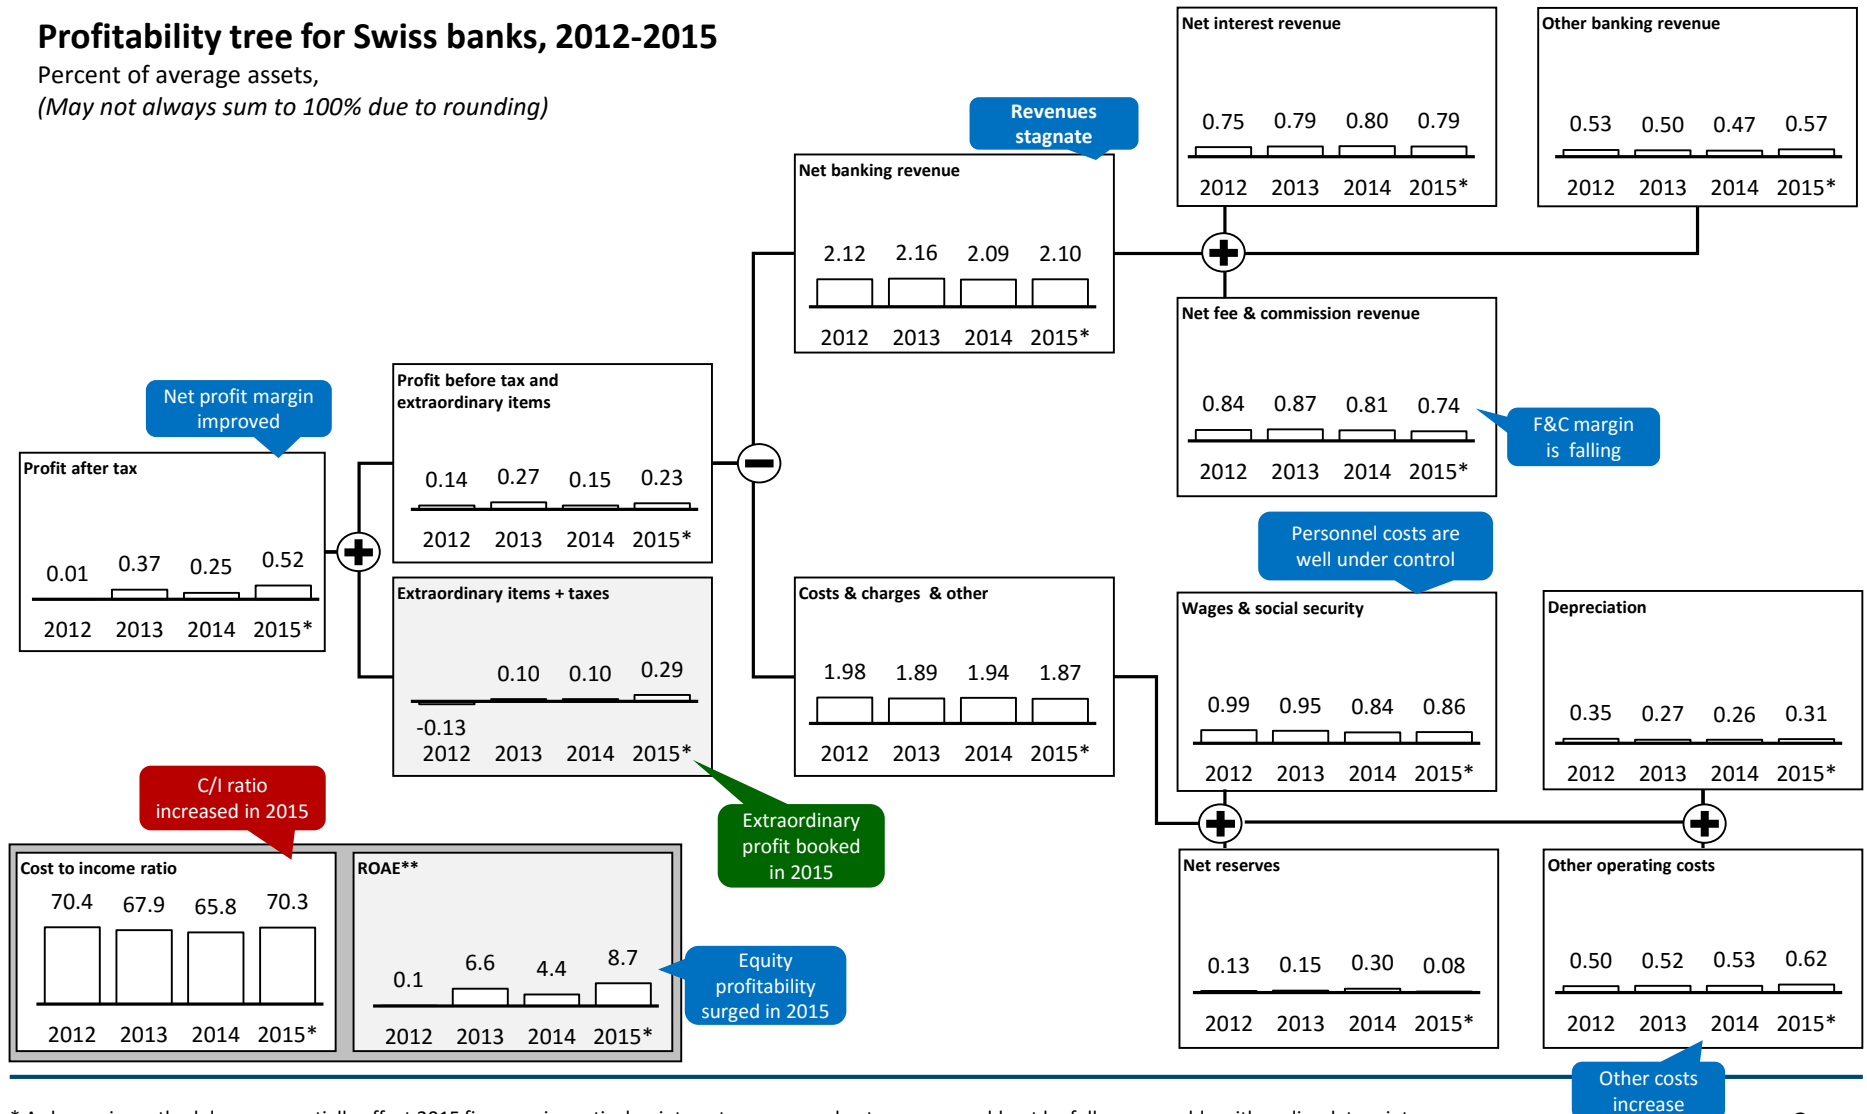 Profitability tree for Swiss banks, 2012-2015
Percent of average assets,
(May not always sum to 100% due to rounding)
Net interest revenue
0.75 0.79 0.80 0.79
2012 2013 2014 2015*
Other banking revenue
0.53 0.50 0.47 0.57
2012 2013 2014 2015*
Revenues
stagnate
Net banking revenue
2.12 2.16 2.09 2.10
2012 2013 2014 2015*
Net fee & commission revenue
0.84 0.87 0.81 0.74
2012 2013 2014 2015*
F&C margin
is falling
Net profit margin
improved
Profit after tax
0.01 0.37 0.25 0.52
2012 2013 2014 2015*
Profit before tax and
extraordinary items
0.14 0.27 0.15 0.23
2012 2013 2014 2015*
Extraordinary items + taxes
-0.13 0.10 0.10 0.29
2012 2013 2014 2015*
Extraordinary
profit booked
in 2015
Costs & charges & other
1.98 1.89 1.94 1.87
2012 2013 2014 2015*
Personnel costs are
well under control
Wages & social security
0.99 0.95 0.84 0.86
2012 2013 2014 2015*
Depreciation
0.35 0.27 0.26 0.31
2012 2013 2014 2015*
Net reserves
0.13 0.15 0.30 0.08
2012 2013 2014 2015*
Other operating costs
0.50 0.52 0.53 0.62
2012 2013 2014 2015*
Other costs
increase
C/I ratio
increased in 2015
Cost to income ratio
70.4 67.9 65.8 70.3
2012 2013 2014 2015*
ROAE**
0.1 6.6 4.4 8.7
2012 2013 2014 2015*
Equity
profitability
surged in 2015